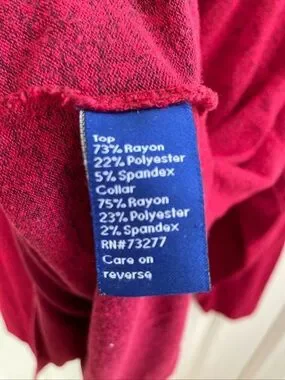 Top
73% Rayon
22% Polyester
5% Spandex
Collar
75% Rayon
23% Polyester
2% Spandex
RN#73277
Care on
reverse